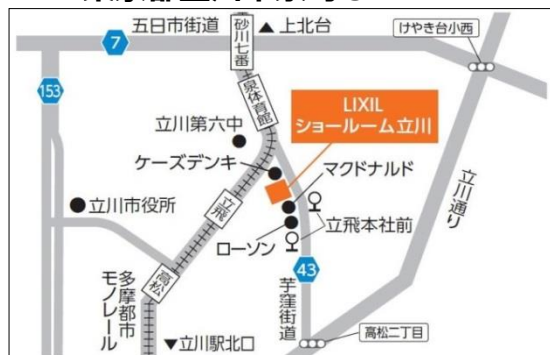 7
五日市街道
▲上北台
砂川七番
けやき台小西
153
泉体育館
LIXIL
ショールーム立川
立川第六中
ケーズデンキ
マクドナルド
立川通り
立川市役所
立飛
立飛本社前
ローソン
高松
43
多摩都市
モノレール
芋窪街道
高松二丁目
▼立川駅北口